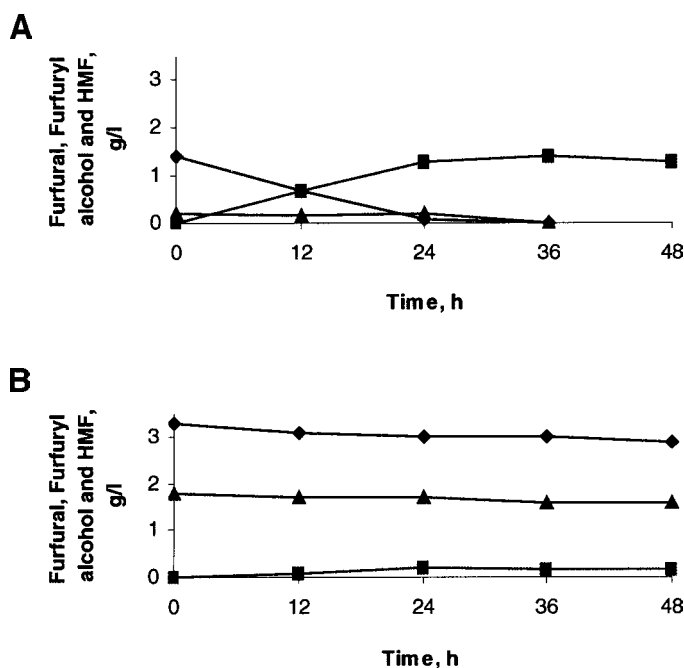 A
Furfural, Furfuryl
alcohol and HMF,
g/l
3
2
1
0
0 12 24 36 48
Time, h
B
Furfural, Furfuryl
alcohol and HMF,
g/l
3
2
1
0
0 12 24 36 48
Time, h